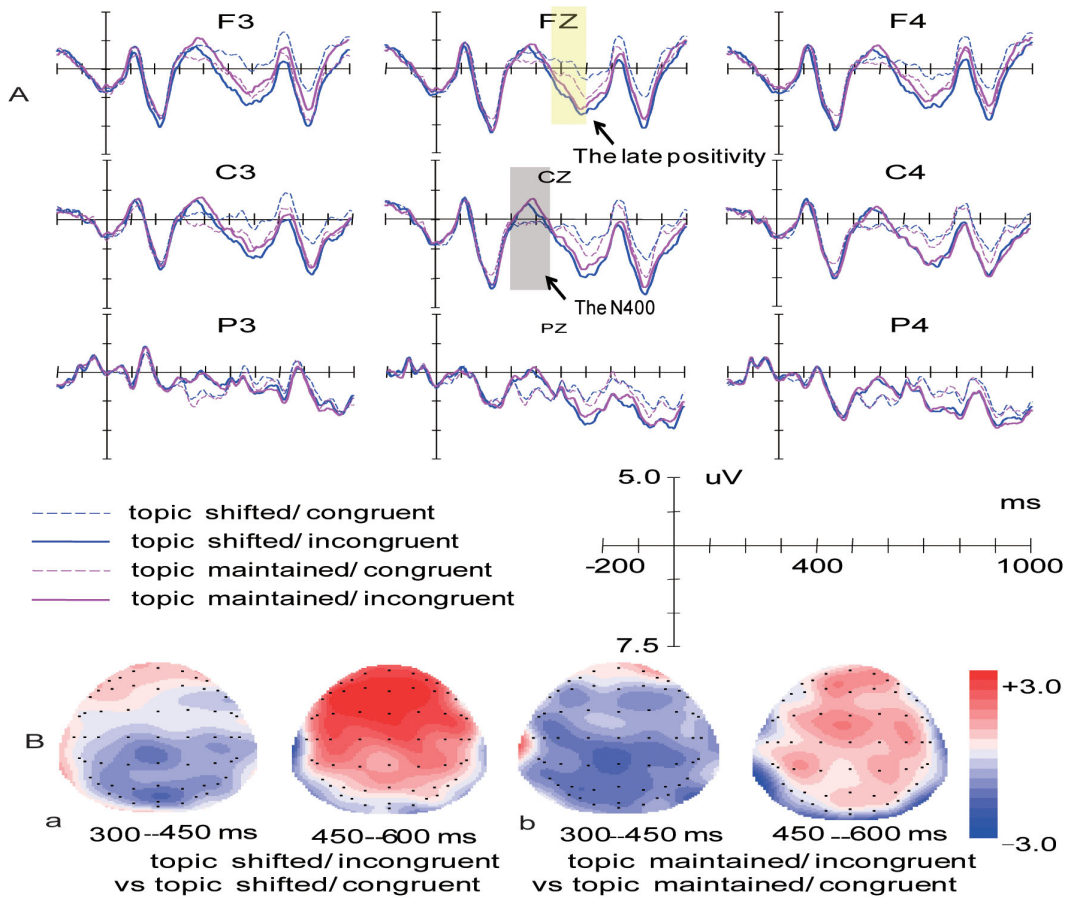 F3 FZ F4
A
The late positivity
C3 CZ C4
The N400
P3 PZ P4
5.0 uV
ms
-200 400 1000
7.5
topic shifted/congruent
topic shifted/incongruent
topic maintained/congruent
topic maintained/incongruent
+3.0
B
-3.0
a 300--450 ms 450--600 ms b 300--450 ms 450--600 ms
topic shifted/incongruent topic maintained/incongruent
vs topic shifted/congruent vs topic maintained/congruent